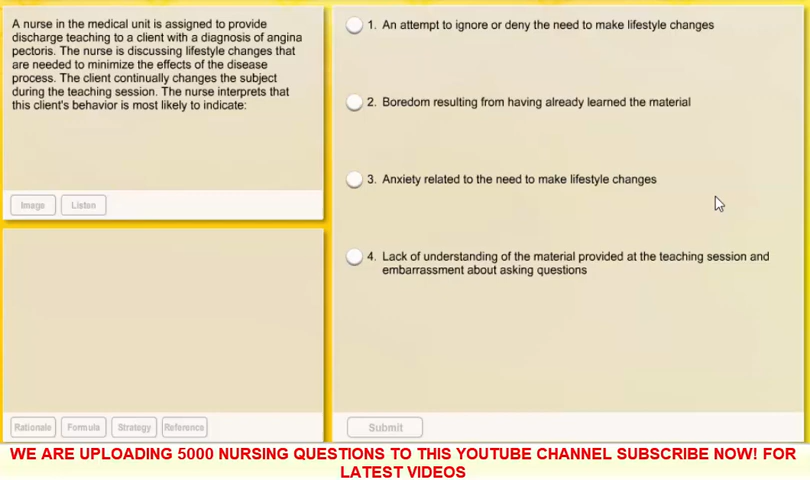 A nurse in the medical unit is assigned to provide
discharge teaching to a client with a diagnosis of angina
pectoris. The nurse is discussing lifestyle changes that
are needed to minimize the effects of the disease
process. The client continually changes the subject
during the teaching session. The nurse interprets that
this client's behavior is most likely to indicate:
Image
Listen
1. An attempt to ignore or deny the need to make lifestyle changes
2. Boredom resulting from having already learned the material
3. Anxiety related to the need to make lifestyle changes
4. Lack of understanding of the material provided at the teaching session and
embarrassment about asking questions
Rationale
Formula
Strategy
Reference
Submit
WE ARE UPLOADING 5000 NURSING QUESTIONS TO THIS YOUTUBE CHANNEL SUBSCRIBE NOW! FOR
LATEST VIDEOS